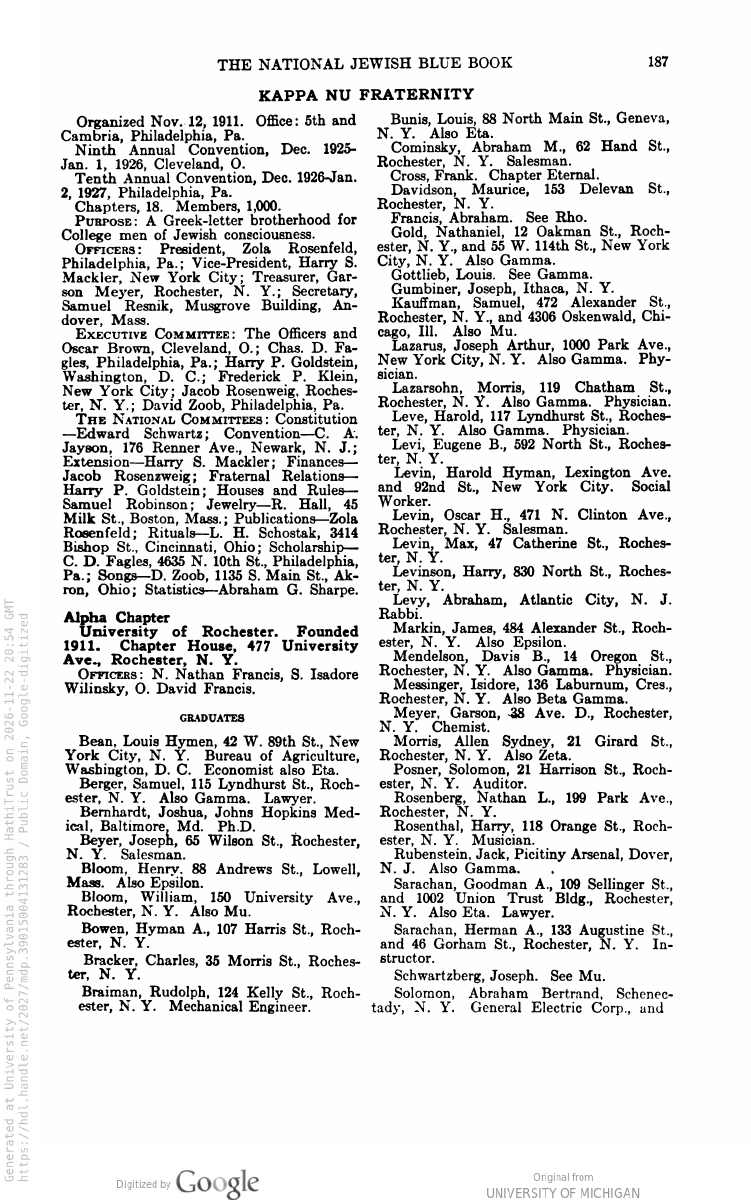 THE NATIONAL JEWISH BLUE BOOK 187
KAPPA NU FRATERNITY
Organized Nov. 12, 1911. Office: 5th and
Cambria, Philadelphia, Pa.
Ninth Annual Convention, Dec. 1925-
Jan. 1, 1926, Cleveland, O.
Tenth Annual Convention, Dec. 1926-Jan.
2, 1927, Philadelphia, Pa.
Chapters, 18. Members, 1,000.
PURPOSE: A Greek-letter brotherhood for
College men of Jewish consciousness.
OFFICERS: President, Zola Rosenfeld,
Philadelphia, Pa.; Vice-President, Harry S.
Mackler, New York City; Treasurer, Gar-
son Meyer, Rochester, N. Y.; Secretary,
Samuel Resnik, Musgrove Building, An-
dover, Mass.
EXECUTIVE COMMITTEE: The Officers and
Oscar Brown, Cleveland, O.; Chas. D. Fa-
gles, Philadelphia, Pa.; Harry P. Goldstein,
Washington, D. C.; Frederick P. Klein,
New York City; Jacob Rosenweig, Roches-
ter, N. Y.; David Zoob, Philadelphia, Pa.
THE NATIONAL COMMITTEES: Constitution
—Edward Schwartz; Convention—C. A.
Jayson, 176 Renner Ave., Newark, N. J.;
Extension—Harry S. Mackler; Finances—
Jacob Rosenzweig; Fraternal Relations—
Harry P. Goldstein; Houses and Rules—
Samuel Robinson; Jewelry—R. Hall, 45
Milk St., Boston, Mass.; Publications—Zola
Rosenfeld; Rituals—L. H. Schostak, 3414
Bishop St., Cincinnati, Ohio; Scholarship—
C. D. Fagles, 4635 N. 10th St., Philadelphia,
Pa.; Songs—D. Zoob, 1135 S. Main St., Ak-
ron, Ohio; Statistics—Abraham G. Sharpe.
Alpha Chapter
University of Rochester. Founded
1911. Chapter House, 477 University
Ave., Rochester, N. Y.
OFFICERS: N. Nathan Francis, S. Isadore
Wilinsky, O. David Francis.
GRADUATES
Bean, Louis Hymen, 42 W. 89th St., New
York City, N. Y. Bureau of Agriculture,
Washington, D. C. Economist also Eta.
Berger, Samuel, 115 Lyndhurst St., Roch-
ester, N. Y. Also Gamma. Lawyer.
Bernhardt, Joshua, Johns Hopkins Med-
ical, Baltimore, Md. Ph.D.
Beyer, Joseph, 65 Wilson St., Rochester,
N. Y. Salesman.
Bloom, Henry, 88 Andrews St., Lowell,
Mass. Also Epsilon.
Bloom, William, 150 University Ave.,
Rochester, N. Y. Also Mu.
Bowen, Hyman A., 107 Harris St., Roch-
ester, N. Y.
Bracker, Charles, 35 Morris St., Roches-
ter, N. Y.
Braiman, Rudolph, 124 Kelly St., Roch-
ester, N. Y. Mechanical Engineer.
Bunis, Louis, 88 North Main St., Geneva,
N. Y. Also Eta.
Cominsky, Abraham M., 62 Hand St.,
Rochester, N. Y. Salesman.
Cross, Frank. Chapter Eternal.
Davidson, Maurice, 153 Delevan St.,
Rochester, N. Y.
Francis, Abraham. See Rho.
Gold, Nathaniel, 12 Oakman St., Roch-
ester, N. Y., and 55 W. 114th St., New York
City, N. Y. Also Gamma.
Gottlieb, Louis. See Gamma.
Gumbiner, Joseph, Ithaca, N. Y.
Kauffman, Samuel, 472 Alexander St.,
Rochester, N. Y., and 4306 Oskenwald, Chi-
cago, Ill. Also Mu.
Lazarus, Joseph Arthur, 1000 Park Ave.,
New York City, N. Y. Also Gamma. Phy-
sician.
Lazarsohn, Morris, 119 Chatham St.,
Rochester, N. Y. Also Gamma. Physician.
Leve, Harold, 117 Lyndhurst St., Roches-
ter, N. Y. Also Gamma. Physician.
Levi, Eugene B., 592 North St., Roches-
ter, N. Y.
Levin, Harold Hyman, Lexington Ave.
and 92nd St., New York City. Social
Worker.
Levin, Oscar H., 471 N. Clinton Ave.,
Rochester, N. Y. Salesman.
Levin, Max, 47 Catherine St., Roches-
ter, N. Y.
Levinson, Harry, 830 North St., Roches-
ter, N. Y.
Levy, Abraham, Atlantic City, N. J.
Rabbi.
Markin, James, 484 Alexander St., Roch-
ester, N. Y. Also Epsilon.
Mendelson, Davis B., 14 Oregon St.,
Rochester, N. Y. Also Gamma. Physician.
Messinger, Isidore, 136 Laburnum, Cres.,
Rochester, N. Y. Also Beta Gamma.
Meyer, Garson, 38 Ave. D., Rochester,
N. Y. Chemist.
Morris, Allen Sydney, 21 Girard St.,
Rochester, N. Y. Also Zeta.
Posner, Solomon, 21 Harrison St., Roch-
ester, N. Y. Auditor.
Rosenberg, Nathan L., 199 Park Ave.,
Rochester, N. Y.
Rosenthal, Harry, 118 Orange St., Roch-
ester, N. Y. Musician.
Rubenstein, Jack, Picitiny Arsenal, Dover,
N. J. Also Gamma.
Sarachan, Goodman A., 109 Sellinger St.,
and 1002 Union Trust Bldg., Rochester,
N. Y. Also Eta. Lawyer.
Sarachan, Herman A., 133 Augustine St.,
and 46 Gorham St., Rochester, N. Y. In-
structor.
Schwartzberg, Joseph. See Mu.
Solomon, Abraham Bertrand, Schenec-
tady, N. Y. General Electric Corp., and
Generated at University of Pennsylvania through HathiTrust on 2026-11-22 20:54 GMT
https://hdl.handle.net/2027/mdp.39015004131283 / Public Domain, Google-digitized
Digitized by Google
Original from
UNIVERSITY OF MICHIGAN